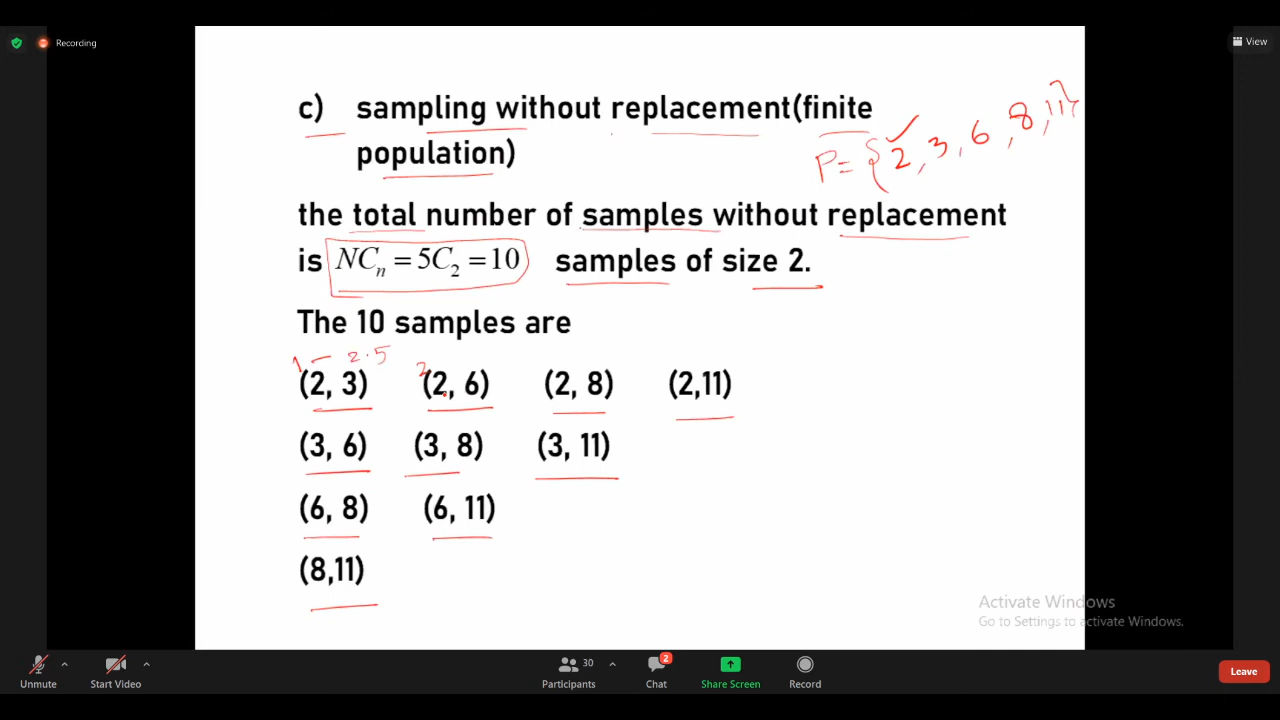 Recording
View
c) sampling without replacement(finite
population)
P = {2, 3, 6, 8, 11}
the total number of samples without replacement
is NCn = 5C2 = 10 samples of size 2.
The 10 samples are
1 – 2.5 2
(2, 3) (2, 6) (2, 8) (2,11)
(3, 6) (3, 8) (3, 11)
(6, 8) (6, 11)
(8,11)
Activate Windows
Go to Settings to activate Windows.
Unmute Start Video Participants 30 Chat 2 Share Screen Record Leave